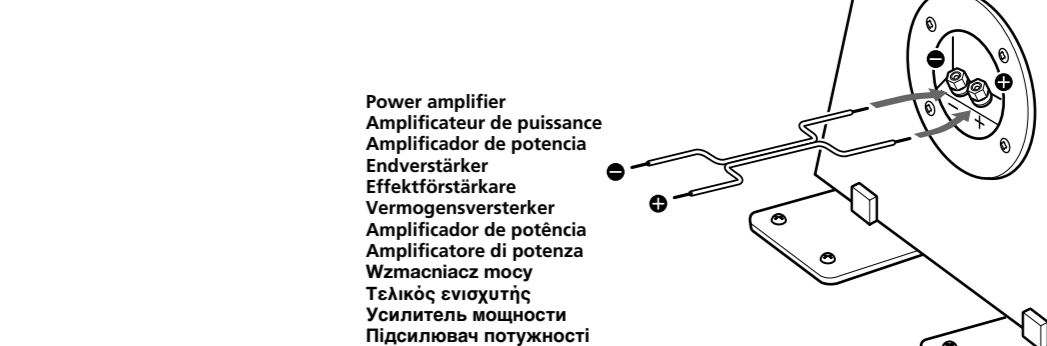 Power amplifier
Amplificateur de puissance
Amplificador de potencia
Endverstärker
Effektförstärkare
Vermogensversterker
Amplificador de potência
Amplificatore di potenza
Wzmacniacz mocy
Τελικός ενισχυτής
Усилитель мощности
Підсилювач потужності